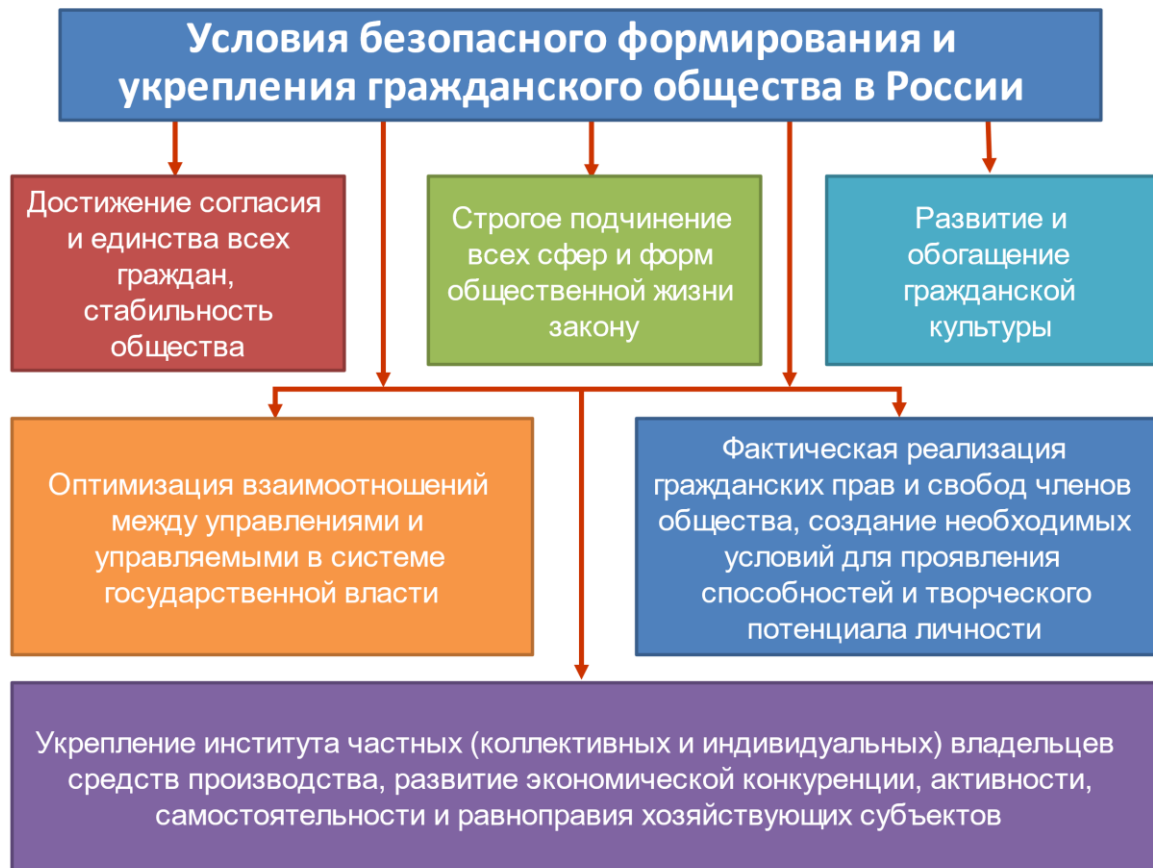 Условия безопасного формирования и
укрепления гражданского общества в России
Достижение согласия
и единства всех
граждан,
стабильность
общества
Строгое подчинение
всех сфер и форм
общественной жизни
закону
Развитие и
обогащение
гражданской
культуры
Оптимизация взаимоотношений
между управлениями и
управляемыми в системе
государственной власти
Фактическая реализация
гражданских прав и свобод членов
общества, создание необходимых
условий для проявления
способностей и творческого
потенциала личности
Укрепление института частных (коллективных и индивидуальных) владельцев
средств производства, развитие экономической конкуренции, активности,
самостоятельности и равноправия хозяйствующих субъектов